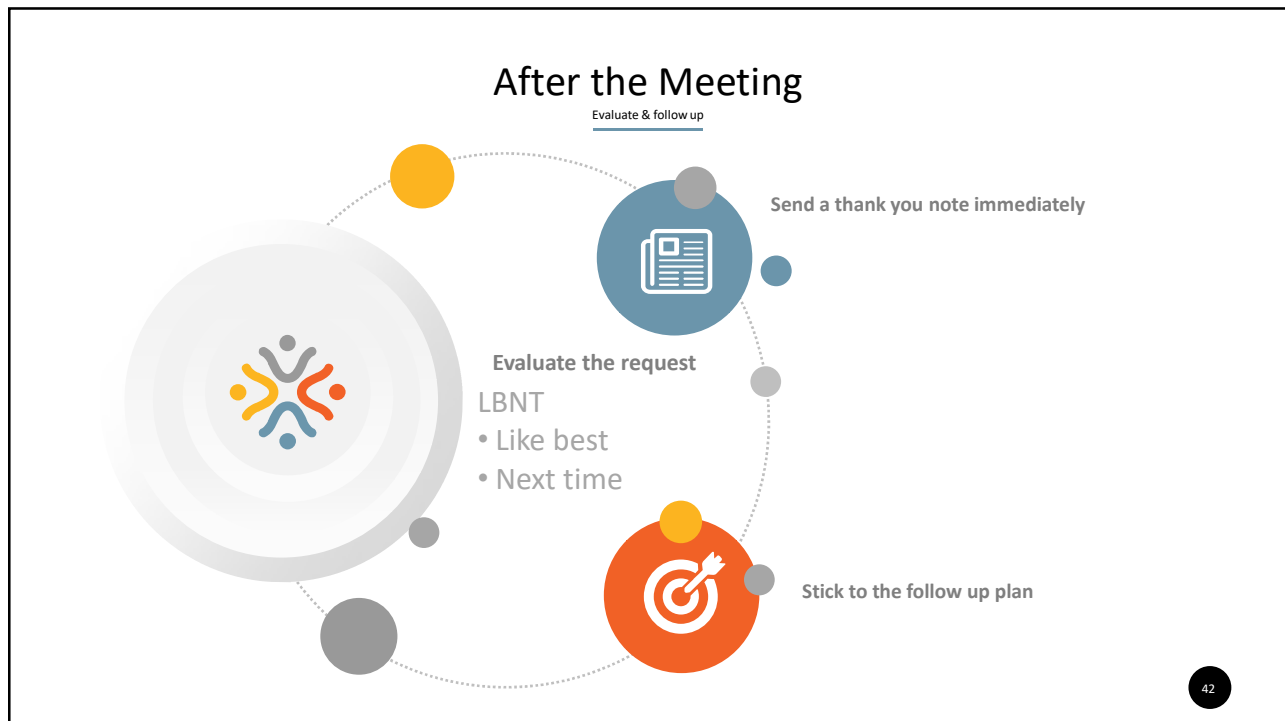 After the Meeting
Evaluate & follow up
Send a thank you note immediately
Evaluate the request
LBNT
• Like best
• Next time
Stick to the follow up plan
42